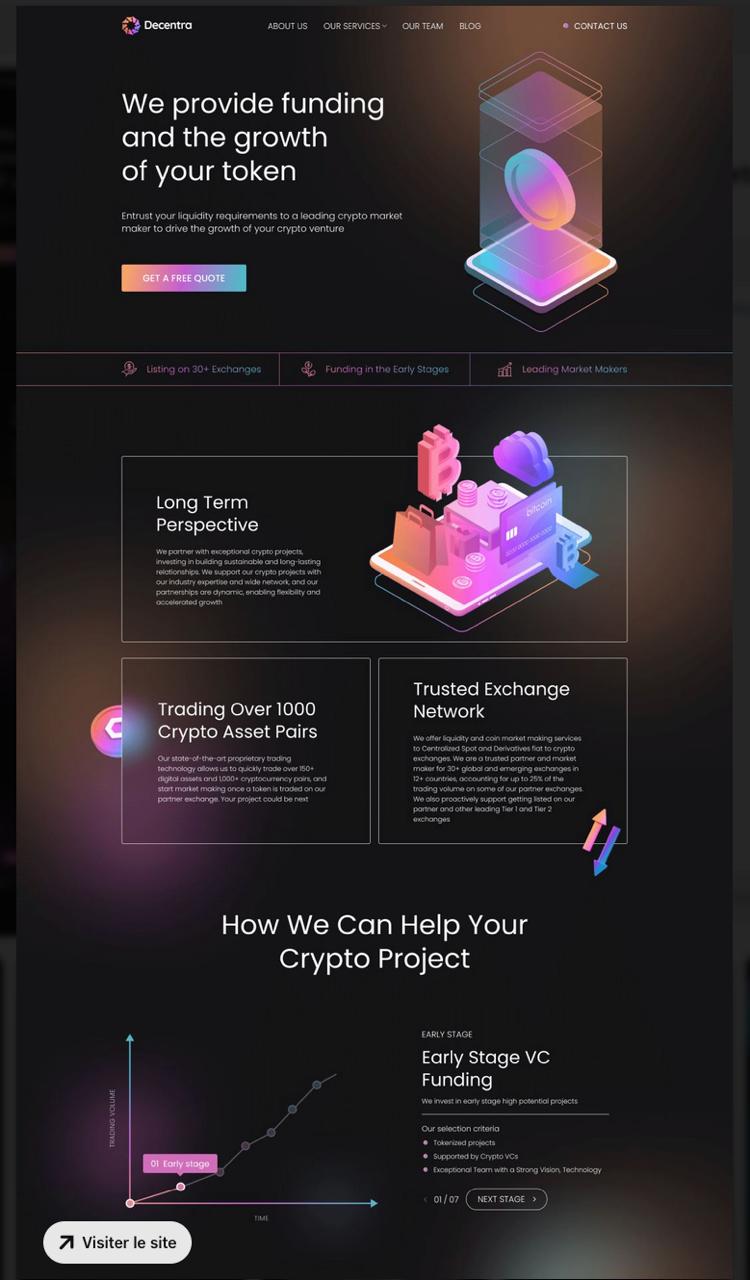 Decentra
ABOUT US
OUR SERVICES
OUR TEAM
BLOG
CONTACT US
We provide funding
and the growth
of your token
Entrust your liquidity requirements to a leading crypto market
maker to drive the growth of your crypto venture
GET A FREE QUOTE
Listing on 30+ Exchanges
Funding in the Early Stages
Leading Market Makers
Long Term
Perspective
We partner with exceptional crypto projects,
investing in building sustainable and long-lasting
relationships. We support our crypto projects with
our industry expertise and wide network, and our
partnerships are dynamic, enabling flexibility and
accelerated growth
bitcoin
Trading Over 1000
Crypto Asset Pairs
Our state-of-the-art proprietary trading
technology allows us to quickly trade over 150+
digital assets and 1,000+ cryptocurrency pairs, and
start market making once a token is traded on our
partner exchange. Your project could be next
Trusted Exchange
Network
We offer liquidity and coin market making services
to Centralized Spot and Derivatives fiat to crypto
exchanges. We are a trusted partner and market
maker for 30+ global and emerging exchanges in
12+ countries, accounting for up to 25% of the
trading volume on some of our partner exchanges.
We also proactively support getting listed on our
partner and other leading Tier 1 and Tier 2
exchanges
How We Can Help Your
Crypto Project
TRADING VOLUME
01 Early stage
TIME
EARLY STAGE
Early Stage VC
Funding
We invest in early stage high potential projects
Our selection criteria
Tokenized projects
Supported by Crypto VCs
Exceptional Team with a Strong Vision, Technology
01 / 07
NEXT STAGE
Visiter le site